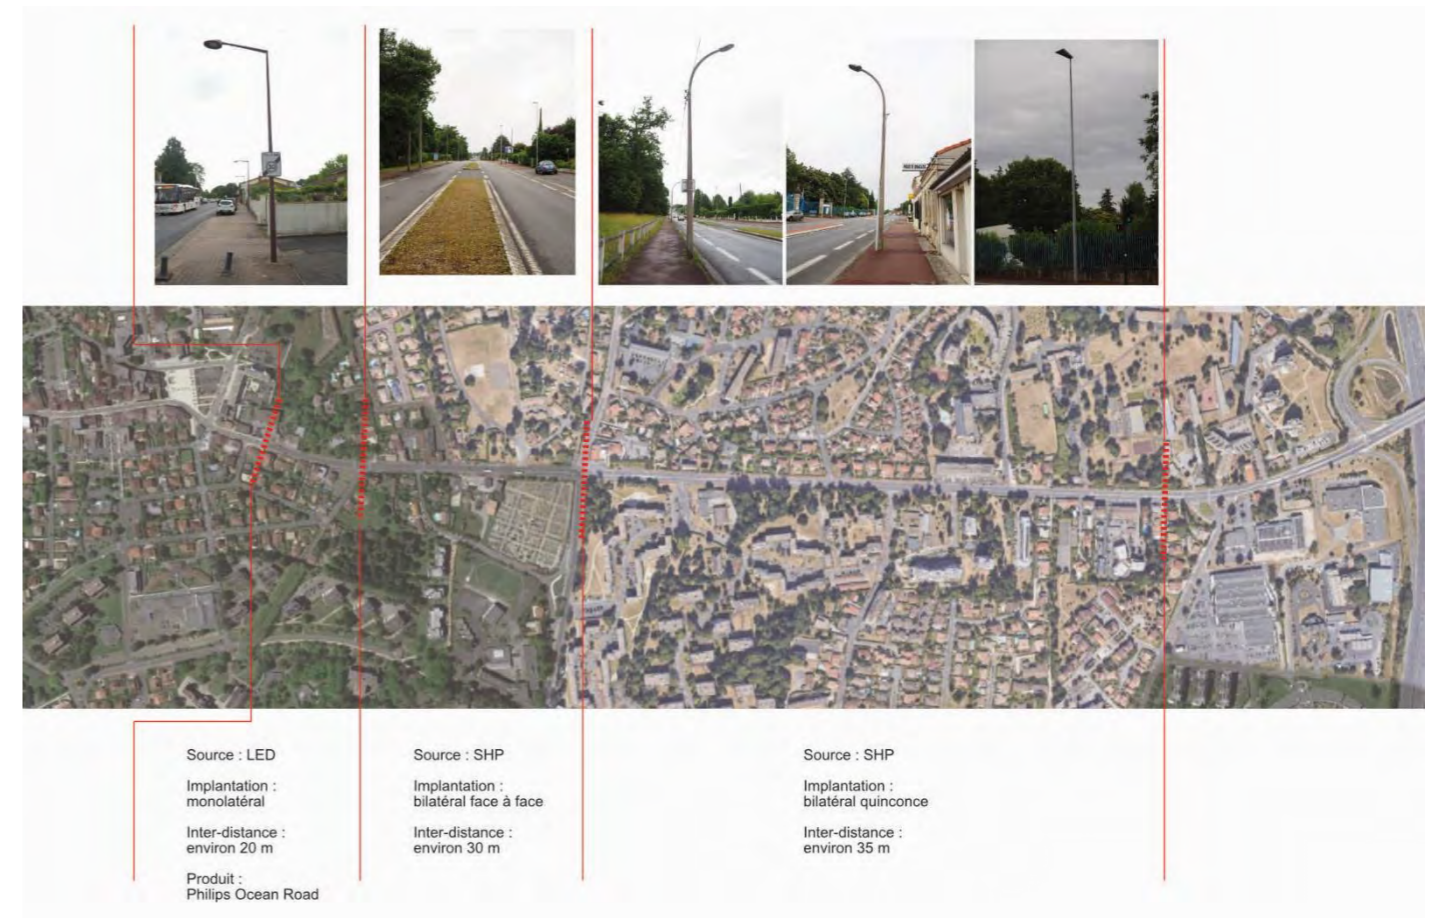 Source : LED
Implantation :
monolatéral
Inter-distance :
environ 20 m
Produit :
Philips Ocean Road
Source : SHP
Implantation :
bilatéral face à face
Inter-distance :
environ 30 m
Source : SHP
Implantation :
bilatéral quinconce
Inter-distance :
environ 35 m